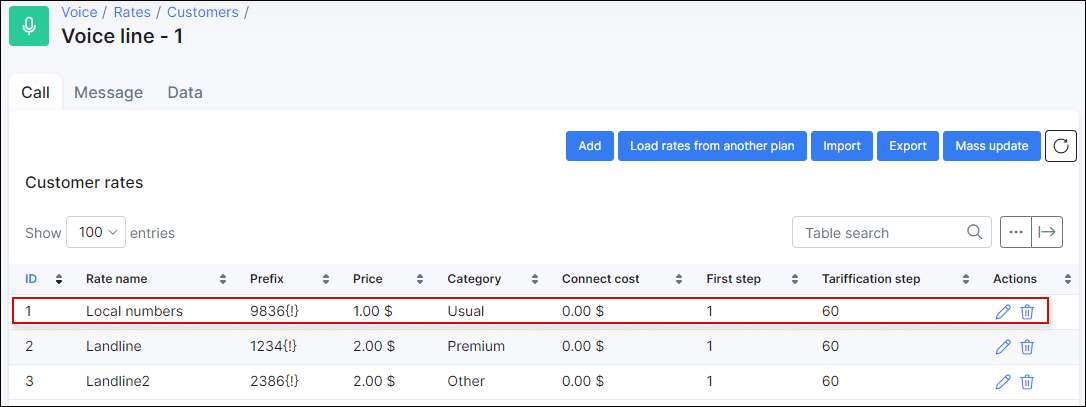 Voice / Rates / Customers /
Voice line - 1
Call Message Data
Add Load rates from another plan Import Export Mass update
Customer rates
Show 100 entries Table search
ID Rate name Prefix Price Category Connect cost First step Tariffication step Actions
1 Local numbers 9836{!} 1.00 $ Usual 0.00 $ 1 60
2 Landline 1234{!} 2.00 $ Premium 0.00 $ 1 60
3 Landline2 2386{!} 2.00 $ Other 0.00 $ 1 60